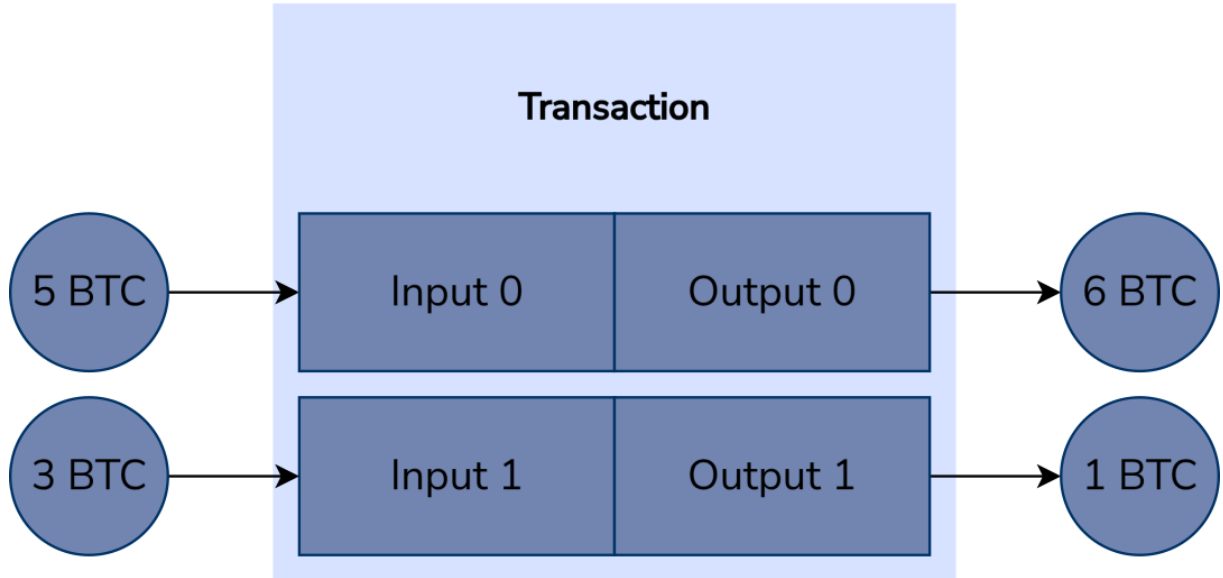 Transaction
5 BTC
Input 0
Output 0
6 BTC
3 BTC
Input 1
Output 1
1 BTC